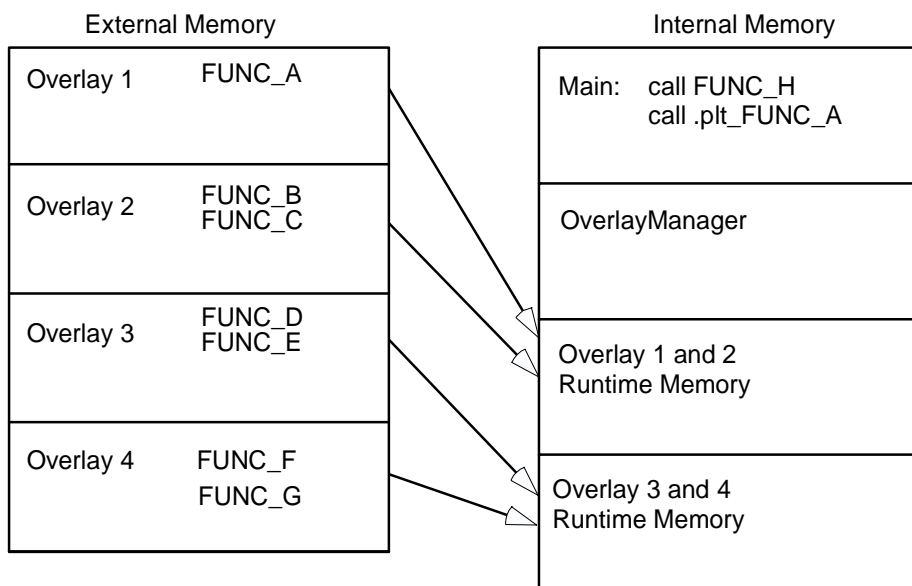 External Memory
Overlay 1 FUNC_A
Overlay 2 FUNC_B
FUNC_C
Overlay 3 FUNC_D
FUNC_E
Overlay 4 FUNC_F
FUNC_G
Internal Memory
Main: call FUNC_H
call .plt_FUNC_A
OverlayManager
Overlay 1 and 2
Runtime Memory
Overlay 3 and 4
Runtime Memory